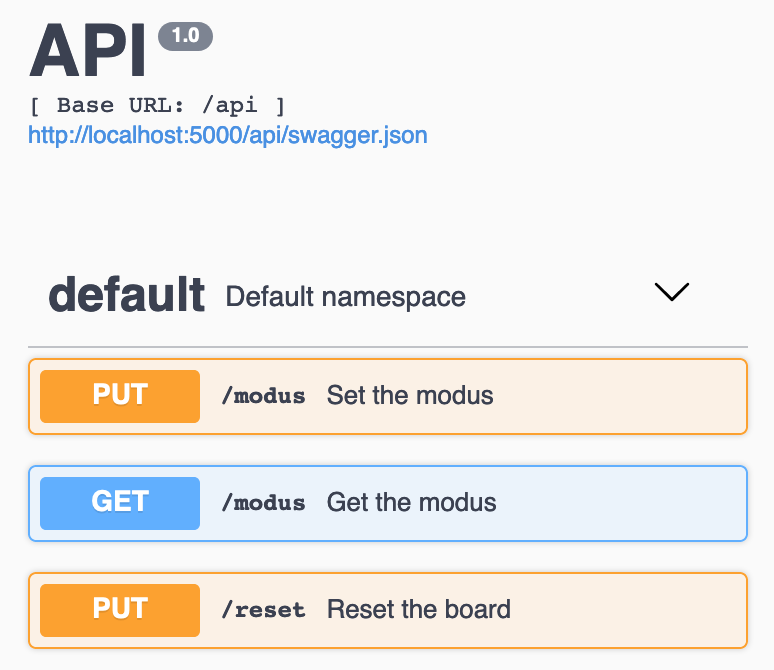 API 1.0
[ Base URL: /api ]
http://localhost:5000/api/swagger.json
default Default namespace
PUT /modus Set the modus
GET /modus Get the modus
PUT /reset Reset the board